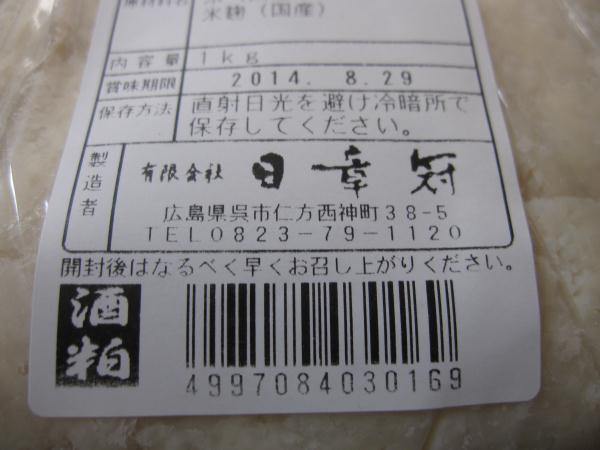 米麹（国産）
内容量 1kg
賞味期限 2014. 8.29
保存方法 直射日光を避け冷暗所で
保存してください。
製造者 有限会社 日幸冠
広島県呉市仁方西神町38-5
TEL0823-79-1120
開封後はなるべく早くお召し上がりください。
酒粕
4997084030169